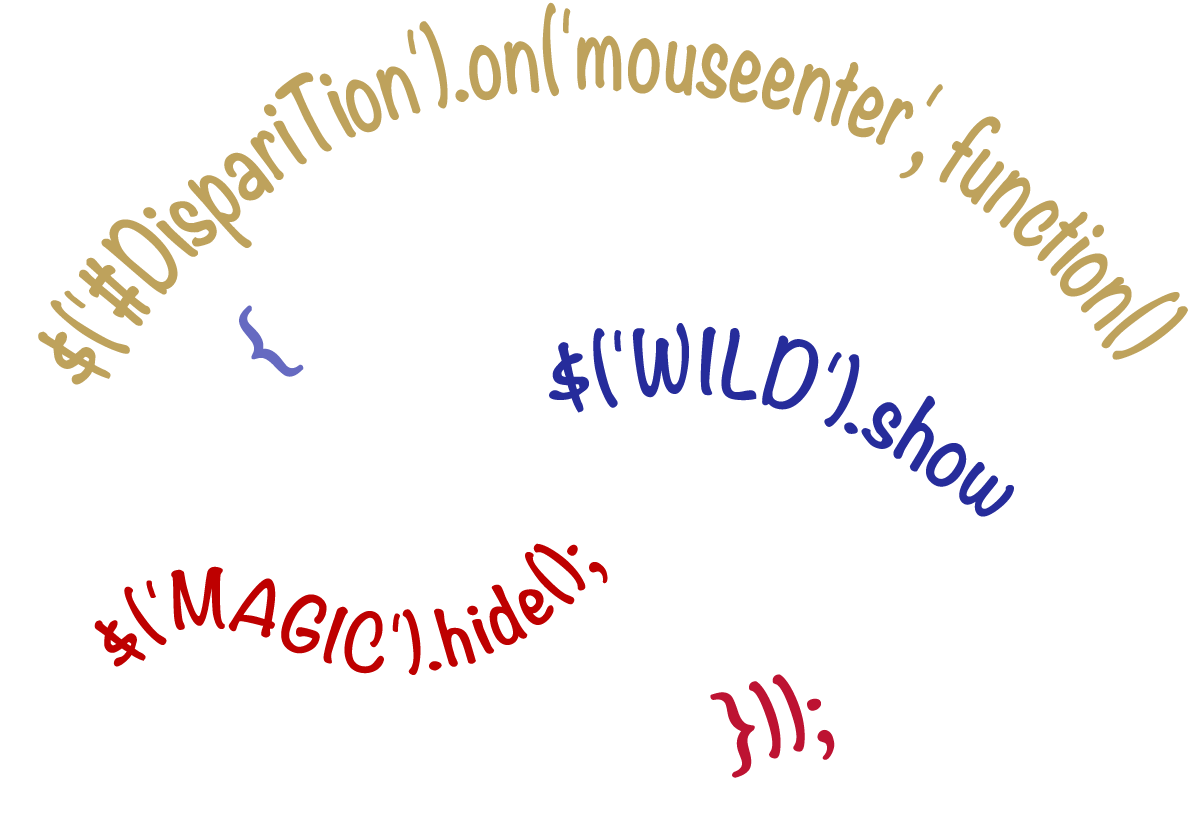 $('#DispariTion').on('mouseenter', function()
{
$('WILD').show
$('MAGIC').hide();
}));